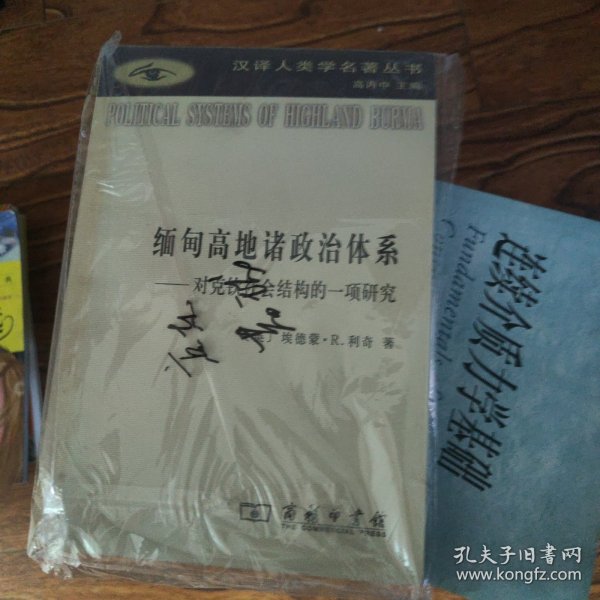 汉译人类学名著丛书
高丙中 主编
POLITICAL SYSTEMS OF HIGHLAND BURMA
缅甸高地诸政治体系
——对克钦社会结构的一项研究
埃德蒙·R.利奇 著
商务印书馆
THE COMMERCIAL PRESS
连续介质力学基础
Fundamentals
孔夫子旧书网
www.kongfz.com